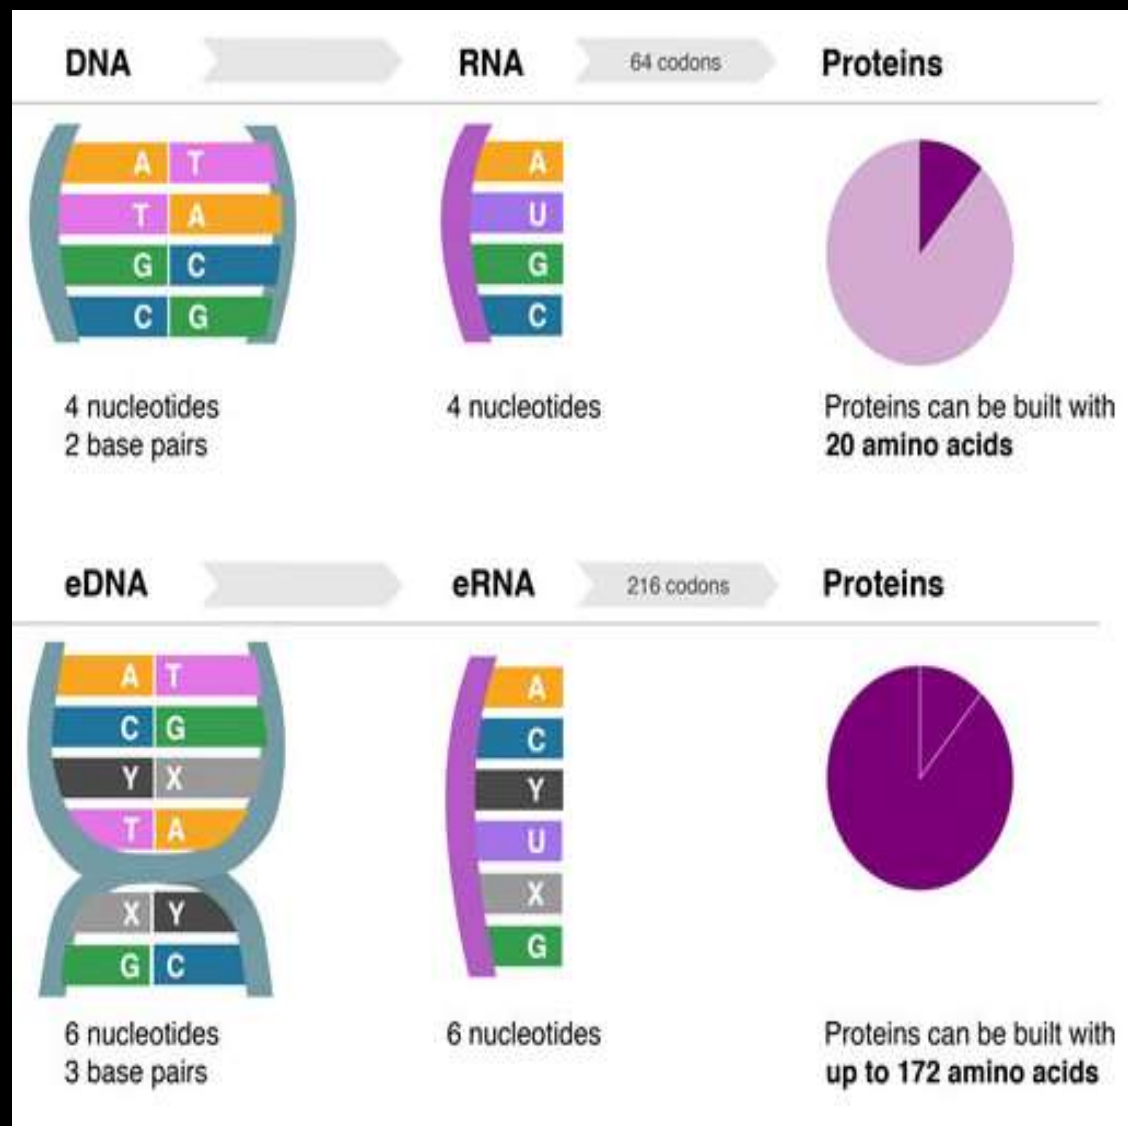 DNA
RNA
64 codons
Proteins
A T
T A
G C
C G
A
U
G
C
4 nucleotides
2 base pairs
4 nucleotides
Proteins can be built with
20 amino acids
eDNA
eRNA
216 codons
Proteins
A T
C G
Y X
T A
X Y
G C
A
C
Y
U
X
G
6 nucleotides
3 base pairs
6 nucleotides
Proteins can be built with
up to 172 amino acids